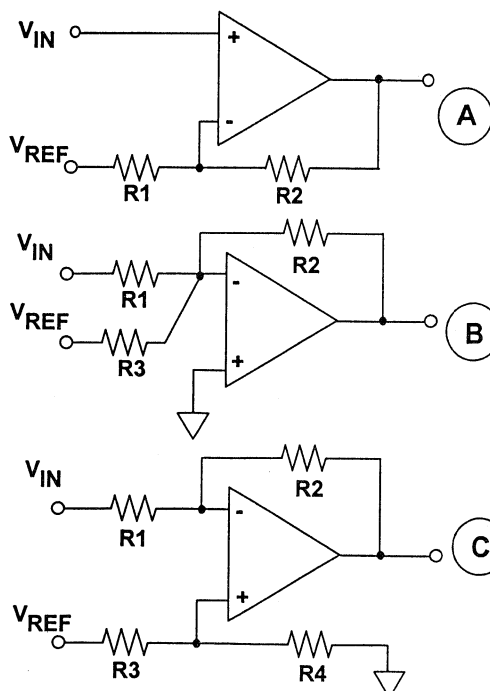 VIN
+
A
-
VREF
R1
R2
VIN
R2
R1
-
VREF
B
R3
+
VIN
R2
R1
-
C
+
VREF
R3
R4